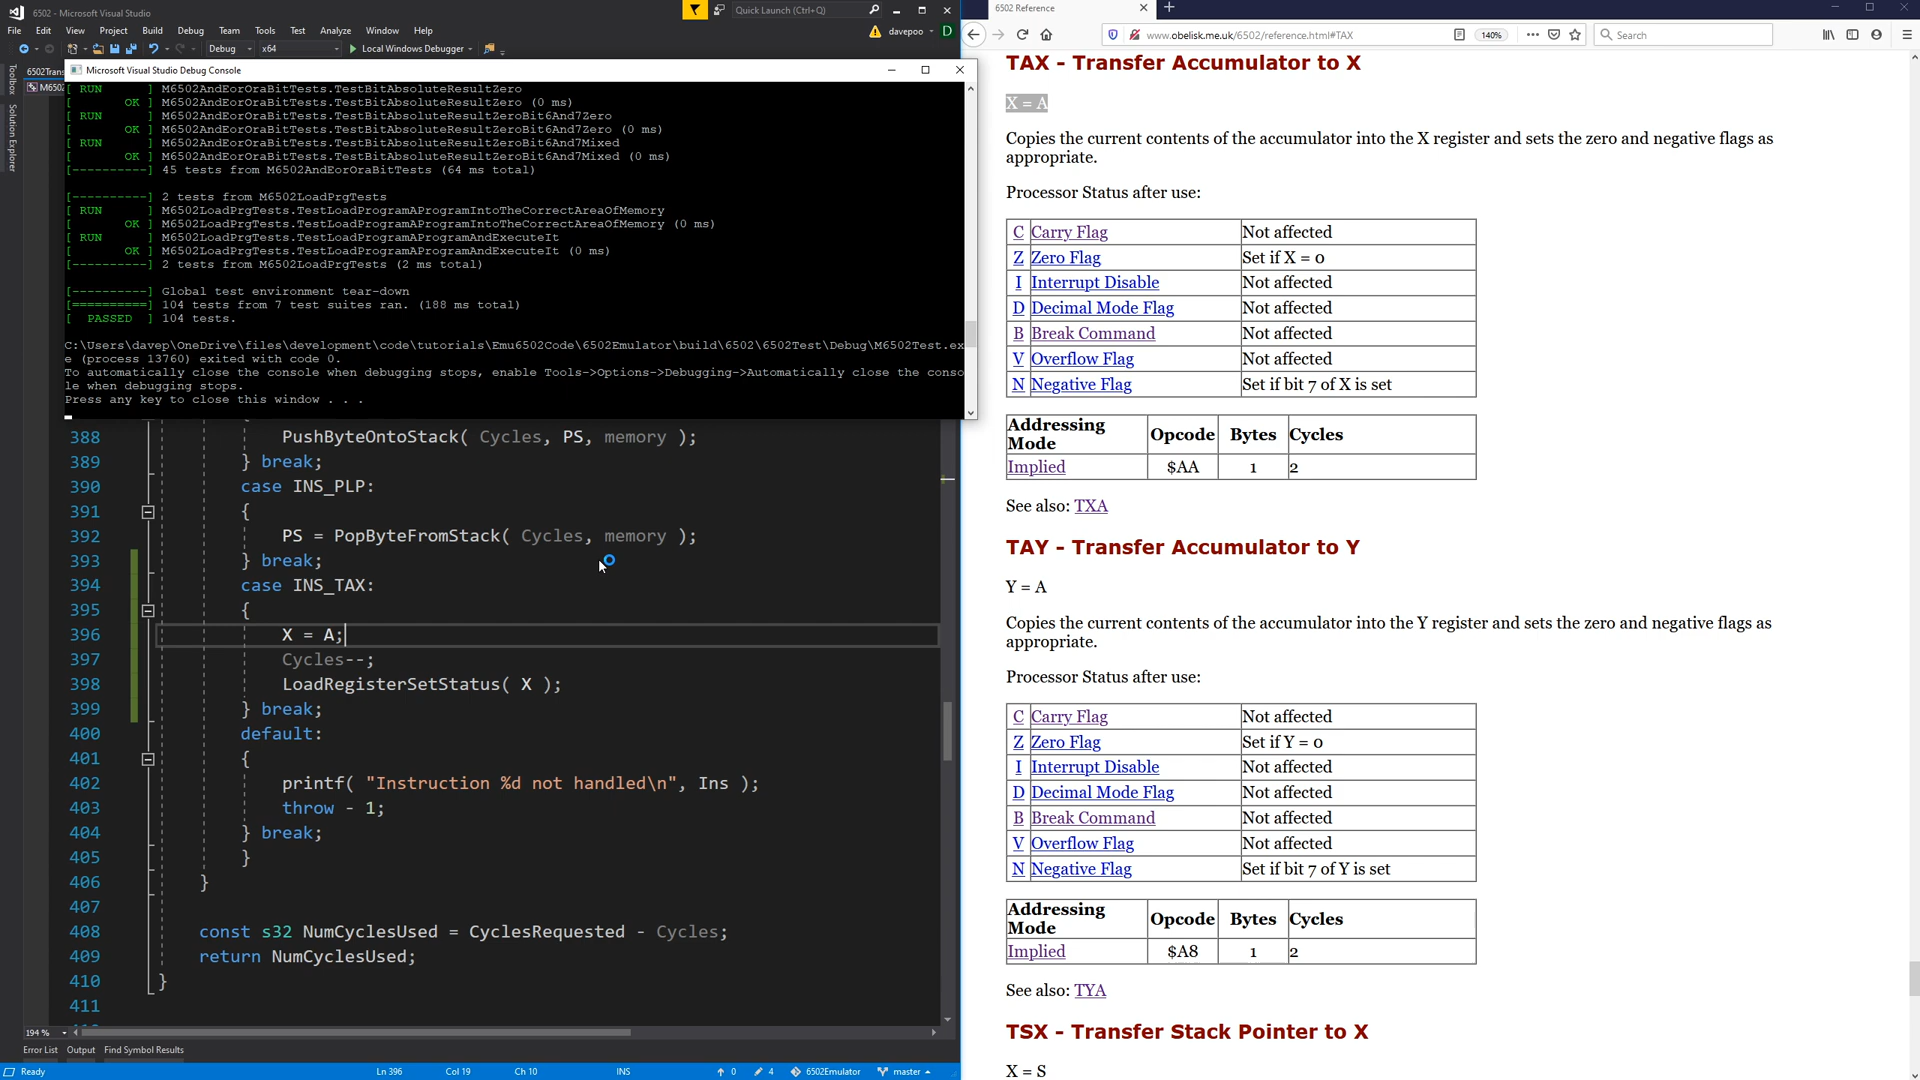 6502 - Microsoft Visual Studio
Quick Launch (Ctrl+Q)
File Edit View Project Build Debug Team Tools Test Analyze Window Help
davepoo D
Debug x64 Local Windows Debugger
Toolbox
Solution Explorer
6502Trans
M6502
Microsoft Visual Studio Debug Console
[ RUN      ] M6502AndEorOraBitTests.TestBitAbsoluteResultZero
[       OK ] M6502AndEorOraBitTests.TestBitAbsoluteResultZero (0 ms)
[ RUN      ] M6502AndEorOraBitTests.TestBitAbsoluteResultZeroBit6And7Zero
[       OK ] M6502AndEorOraBitTests.TestBitAbsoluteResultZeroBit6And7Zero (0 ms)
[ RUN      ] M6502AndEorOraBitTests.TestBitAbsoluteResultZeroBit6And7Mixed
[       OK ] M6502AndEorOraBitTests.TestBitAbsoluteResultZeroBit6And7Mixed (0 ms)
[----------] 45 tests from M6502AndEorOraBitTests (64 ms total)
[----------] 2 tests from M6502LoadPrgTests
[ RUN      ] M6502LoadPrgTests.TestLoadProgramAProgramIntoTheCorrectAreaOfMemory
[       OK ] M6502LoadPrgTests.TestLoadProgramAProgramIntoTheCorrectAreaOfMemory (0 ms)
[ RUN      ] M6502LoadPrgTests.TestLoadProgramAProgramAndExecuteIt
[       OK ] M6502LoadPrgTests.TestLoadProgramAProgramAndExecuteIt (0 ms)
[----------] 2 tests from M6502LoadPrgTests (2 ms total)
[----------] Global test environment tear-down
[==========] 104 tests from 7 test suites ran. (188 ms total)
[  PASSED  ] 104 tests.
C:\Users\davep\OneDrive\files\development\code\tutorials\Emu6502Code\6502Emulator\build\6502\6502Test\Debug\M6502Test.ex
e (process 13760) exited with code 0.
To automatically close the console when debugging stops, enable Tools->Options->Debugging->Automatically close the conso
le when debugging stops.
Press any key to close this window . . .
388 PushByteOntoStack( Cycles, PS, memory );
389 } break;
390 case INS_PLP:
391 {
392 PS = PopByteFromStack( Cycles, memory );
393 } break;
394 case INS_TAX:
395 {
396 X = A;
397 Cycles--;
398 LoadRegisterSetStatus( X );
399 } break;
400 default:
401 {
402 printf( "Instruction %d not handled\n", Ins );
403 throw - 1;
404 } break;
405 }
406 }
407
408 const s32 NumCyclesUsed = CyclesRequested - Cycles;
409 return NumCyclesUsed;
410 }
411
194 %
Error List Output Find Symbol Results
Ready Ln 396 Col 19 Ch 10 INS 0 4 6502Emulator master
6502 Reference
www.obelisk.me.uk/6502/reference.html#TAX 140% Search
TAX - Transfer Accumulator to X
X = A
Copies the current contents of the accumulator into the X register and sets the zero and negative flags as
appropriate.
Processor Status after use:
C Carry Flag Not affected
Z Zero Flag Set if X = 0
I Interrupt Disable Not affected
D Decimal Mode Flag Not affected
B Break Command Not affected
V Overflow Flag Not affected
N Negative Flag Set if bit 7 of X is set
Addressing Mode Opcode Bytes Cycles
Implied $AA 1 2
See also: TXA
TAY - Transfer Accumulator to Y
Y = A
Copies the current contents of the accumulator into the Y register and sets the zero and negative flags as
appropriate.
Processor Status after use:
C Carry Flag Not affected
Z Zero Flag Set if Y = 0
I Interrupt Disable Not affected
D Decimal Mode Flag Not affected
B Break Command Not affected
V Overflow Flag Not affected
N Negative Flag Set if bit 7 of Y is set
Addressing Mode Opcode Bytes Cycles
Implied $A8 1 2
See also: TYA
TSX - Transfer Stack Pointer to X
X = S